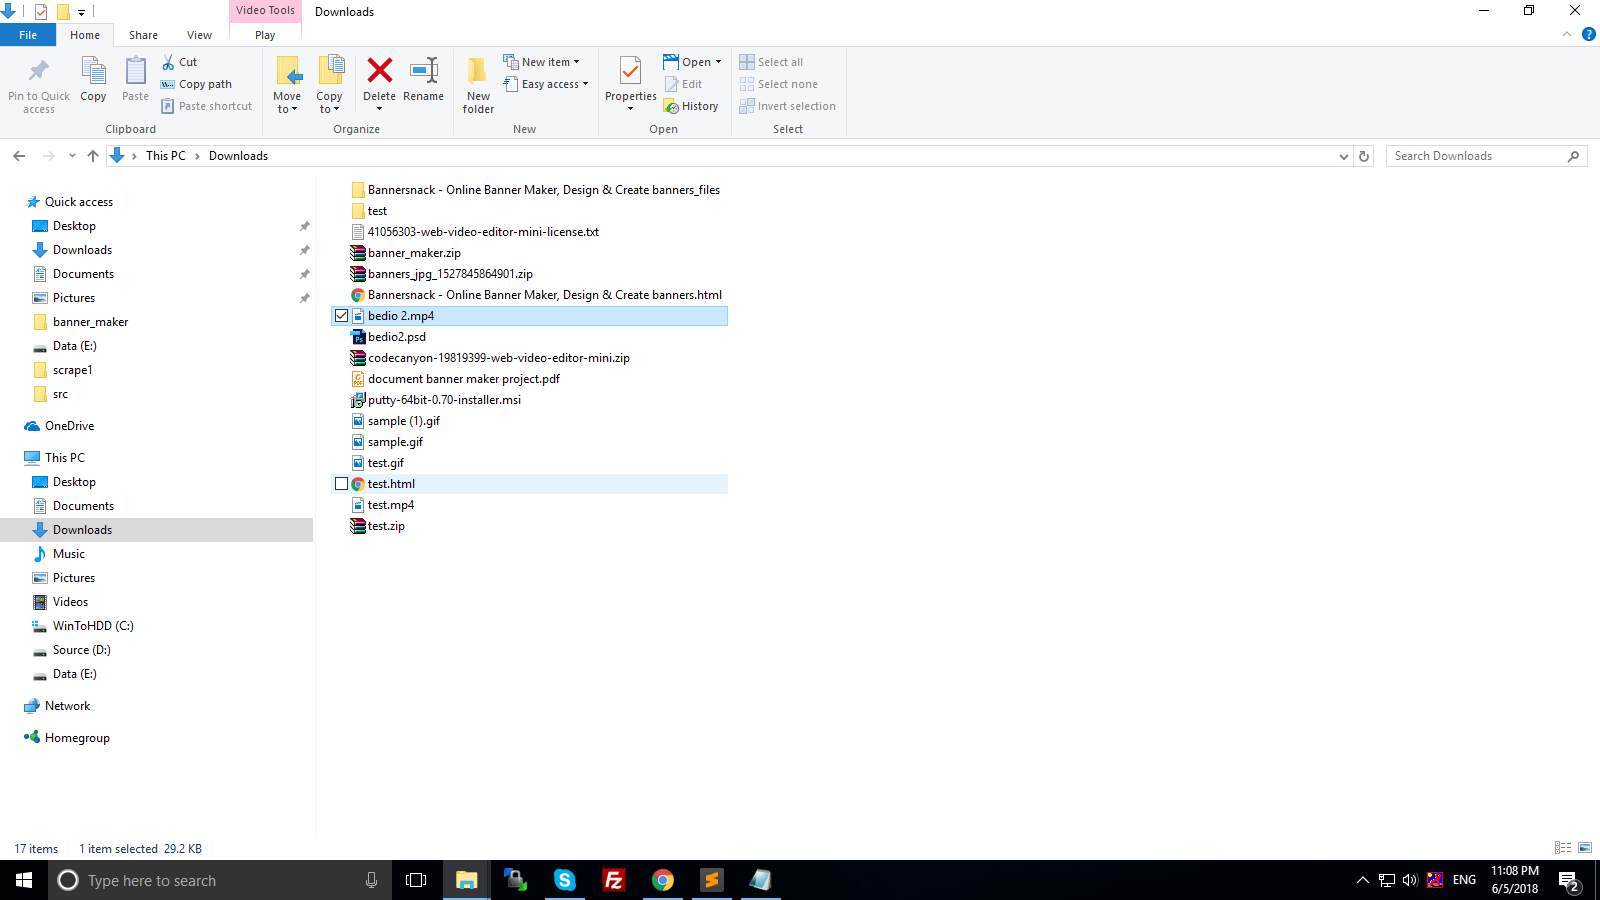 Video Tools
Downloads
File
Home
Share
View
Play
Pin to Quick access
Copy
Paste
Cut
Copy path
Paste shortcut
Clipboard
Move to
Copy to
Delete
Rename
Organize
New folder
New item
Easy access
New
Properties
Open
Edit
History
Open
Select all
Select none
Invert selection
Select
This PC
Downloads
Search Downloads
Quick access
Desktop
Downloads
Documents
Pictures
banner_maker
Data (E:)
scrape1
src
OneDrive
This PC
Desktop
Documents
Downloads
Music
Pictures
Videos
WinToHDD (C:)
Source (D:)
Data (E:)
Network
Homegroup
Bannersnack - Online Banner Maker, Design & Create banners_files
test
41056303-web-video-editor-mini-license.txt
banner_maker.zip
banners_jpg_1527845864901.zip
Bannersnack - Online Banner Maker, Design & Create banners.html
bedio 2.mp4
bedio2.psd
codecanyon-19819399-web-video-editor-mini.zip
document banner maker project.pdf
putty-64bit-0.70-installer.msi
sample (1).gif
sample.gif
test.gif
test.html
test.mp4
test.zip
17 items
1 item selected 29.2 KB
Type here to search
ENG
11:08 PM
6/5/2018
2